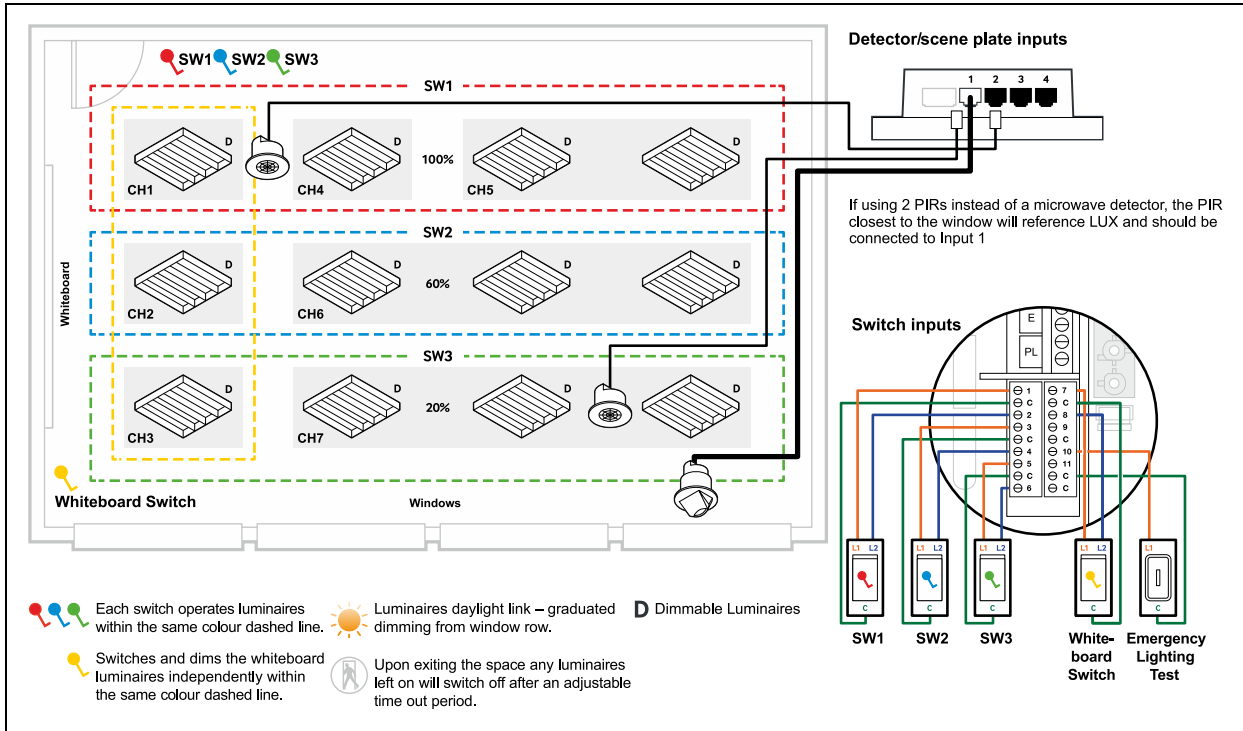 SW1 SW2 SW3
SW1
D
D
D
D
100%
CH1
CH4
CH5
SW2
D
D
D
D
60%
CH2
CH6
SW3
D
D
D
D
20%
CH3
CH7
Whiteboard
Whiteboard Switch
Windows
Detector/scene plate inputs
1 2 3 4
If using 2 PIRs instead of a microwave detector, the PIR
closest to the window will reference LUX and should be
connected to Input 1
Switch inputs
E
PL
1 7
C C
2 8
3 9
C C
4 10
5 11
C C
6
L1 L2
L1 L2
L1 L2
L1 L2
L1
C
C
C
C
C
SW1
SW2
SW3
White-
board
Switch
Emergency
Lighting
Test
Each switch operates luminaires
within the same colour dashed line.
Switches and dims the whiteboard
luminaires independently within
the same colour dashed line.
Luminaires daylight link – graduated
dimming from window row.
Upon exiting the space any luminaires
left on will switch off after an adjustable
time out period.
D Dimmable Luminaires